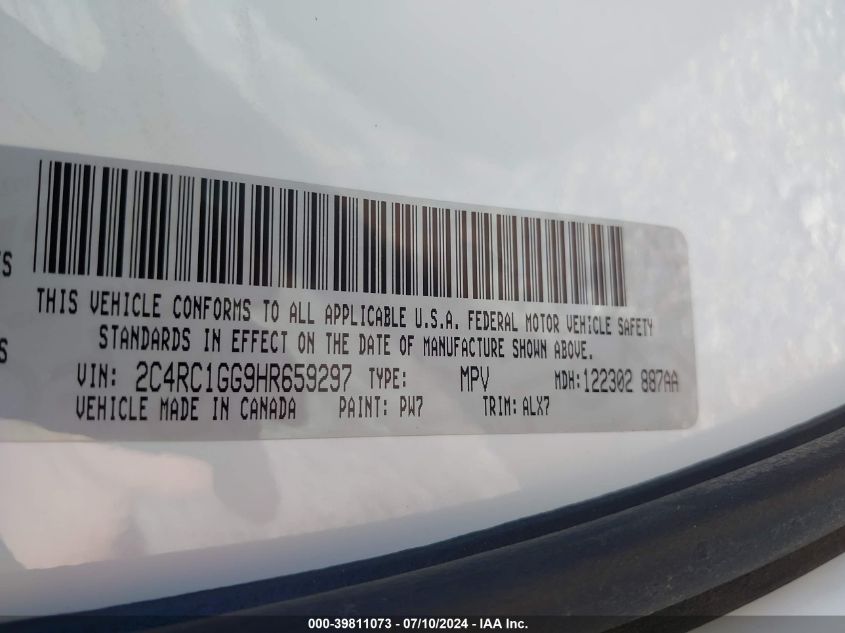 THIS VEHICLE CONFORMS TO ALL APPLICABLE U.S.A. FEDERAL MOTOR VEHICLE SAFETY
STANDARDS IN EFFECT ON THE DATE OF MANUFACTURE SHOWN ABOVE.
VIN: 2C4RC1GG9HR659297 TYPE: MPV MDH:122302 887AA
VEHICLE MADE IN CANADA PAINT: PW7 TRIM:ALX7
000-39811073 - 07/10/2024 - IAA Inc.